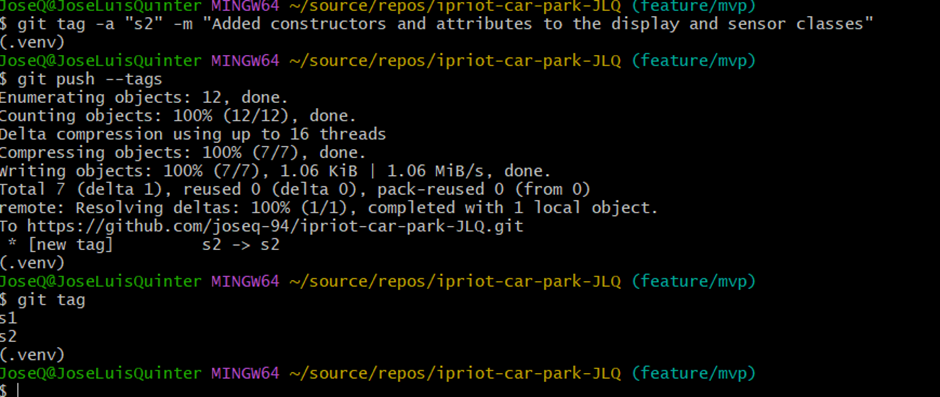 JoseQ@JoseLuisQuinter MINGW64 ~/source/repos/ipriot-car-park-JLQ (feature/mvp)
$ git tag -a "s2" -m "Added constructors and attributes to the display and sensor classes"
(.venv)
JoseQ@JoseLuisQuinter MINGW64 ~/source/repos/ipriot-car-park-JLQ (feature/mvp)
$ git push --tags
Enumerating objects: 12, done.
Counting objects: 100% (12/12), done.
Delta compression using up to 16 threads
Compressing objects: 100% (7/7), done.
Writing objects: 100% (7/7), 1.06 KiB | 1.06 MiB/s, done.
Total 7 (delta 1), reused 0 (delta 0), pack-reused 0 (from 0)
remote: Resolving deltas: 100% (1/1), completed with 1 local object.
To https://github.com/joseq-94/ipriot-car-park-JLQ.git
 * [new tag]         s2 -> s2
(.venv)
JoseQ@JoseLuisQuinter MINGW64 ~/source/repos/ipriot-car-park-JLQ (feature/mvp)
$ git tag
s1
s2
(.venv)
JoseQ@JoseLuisQuinter MINGW64 ~/source/repos/ipriot-car-park-JLQ (feature/mvp)
$